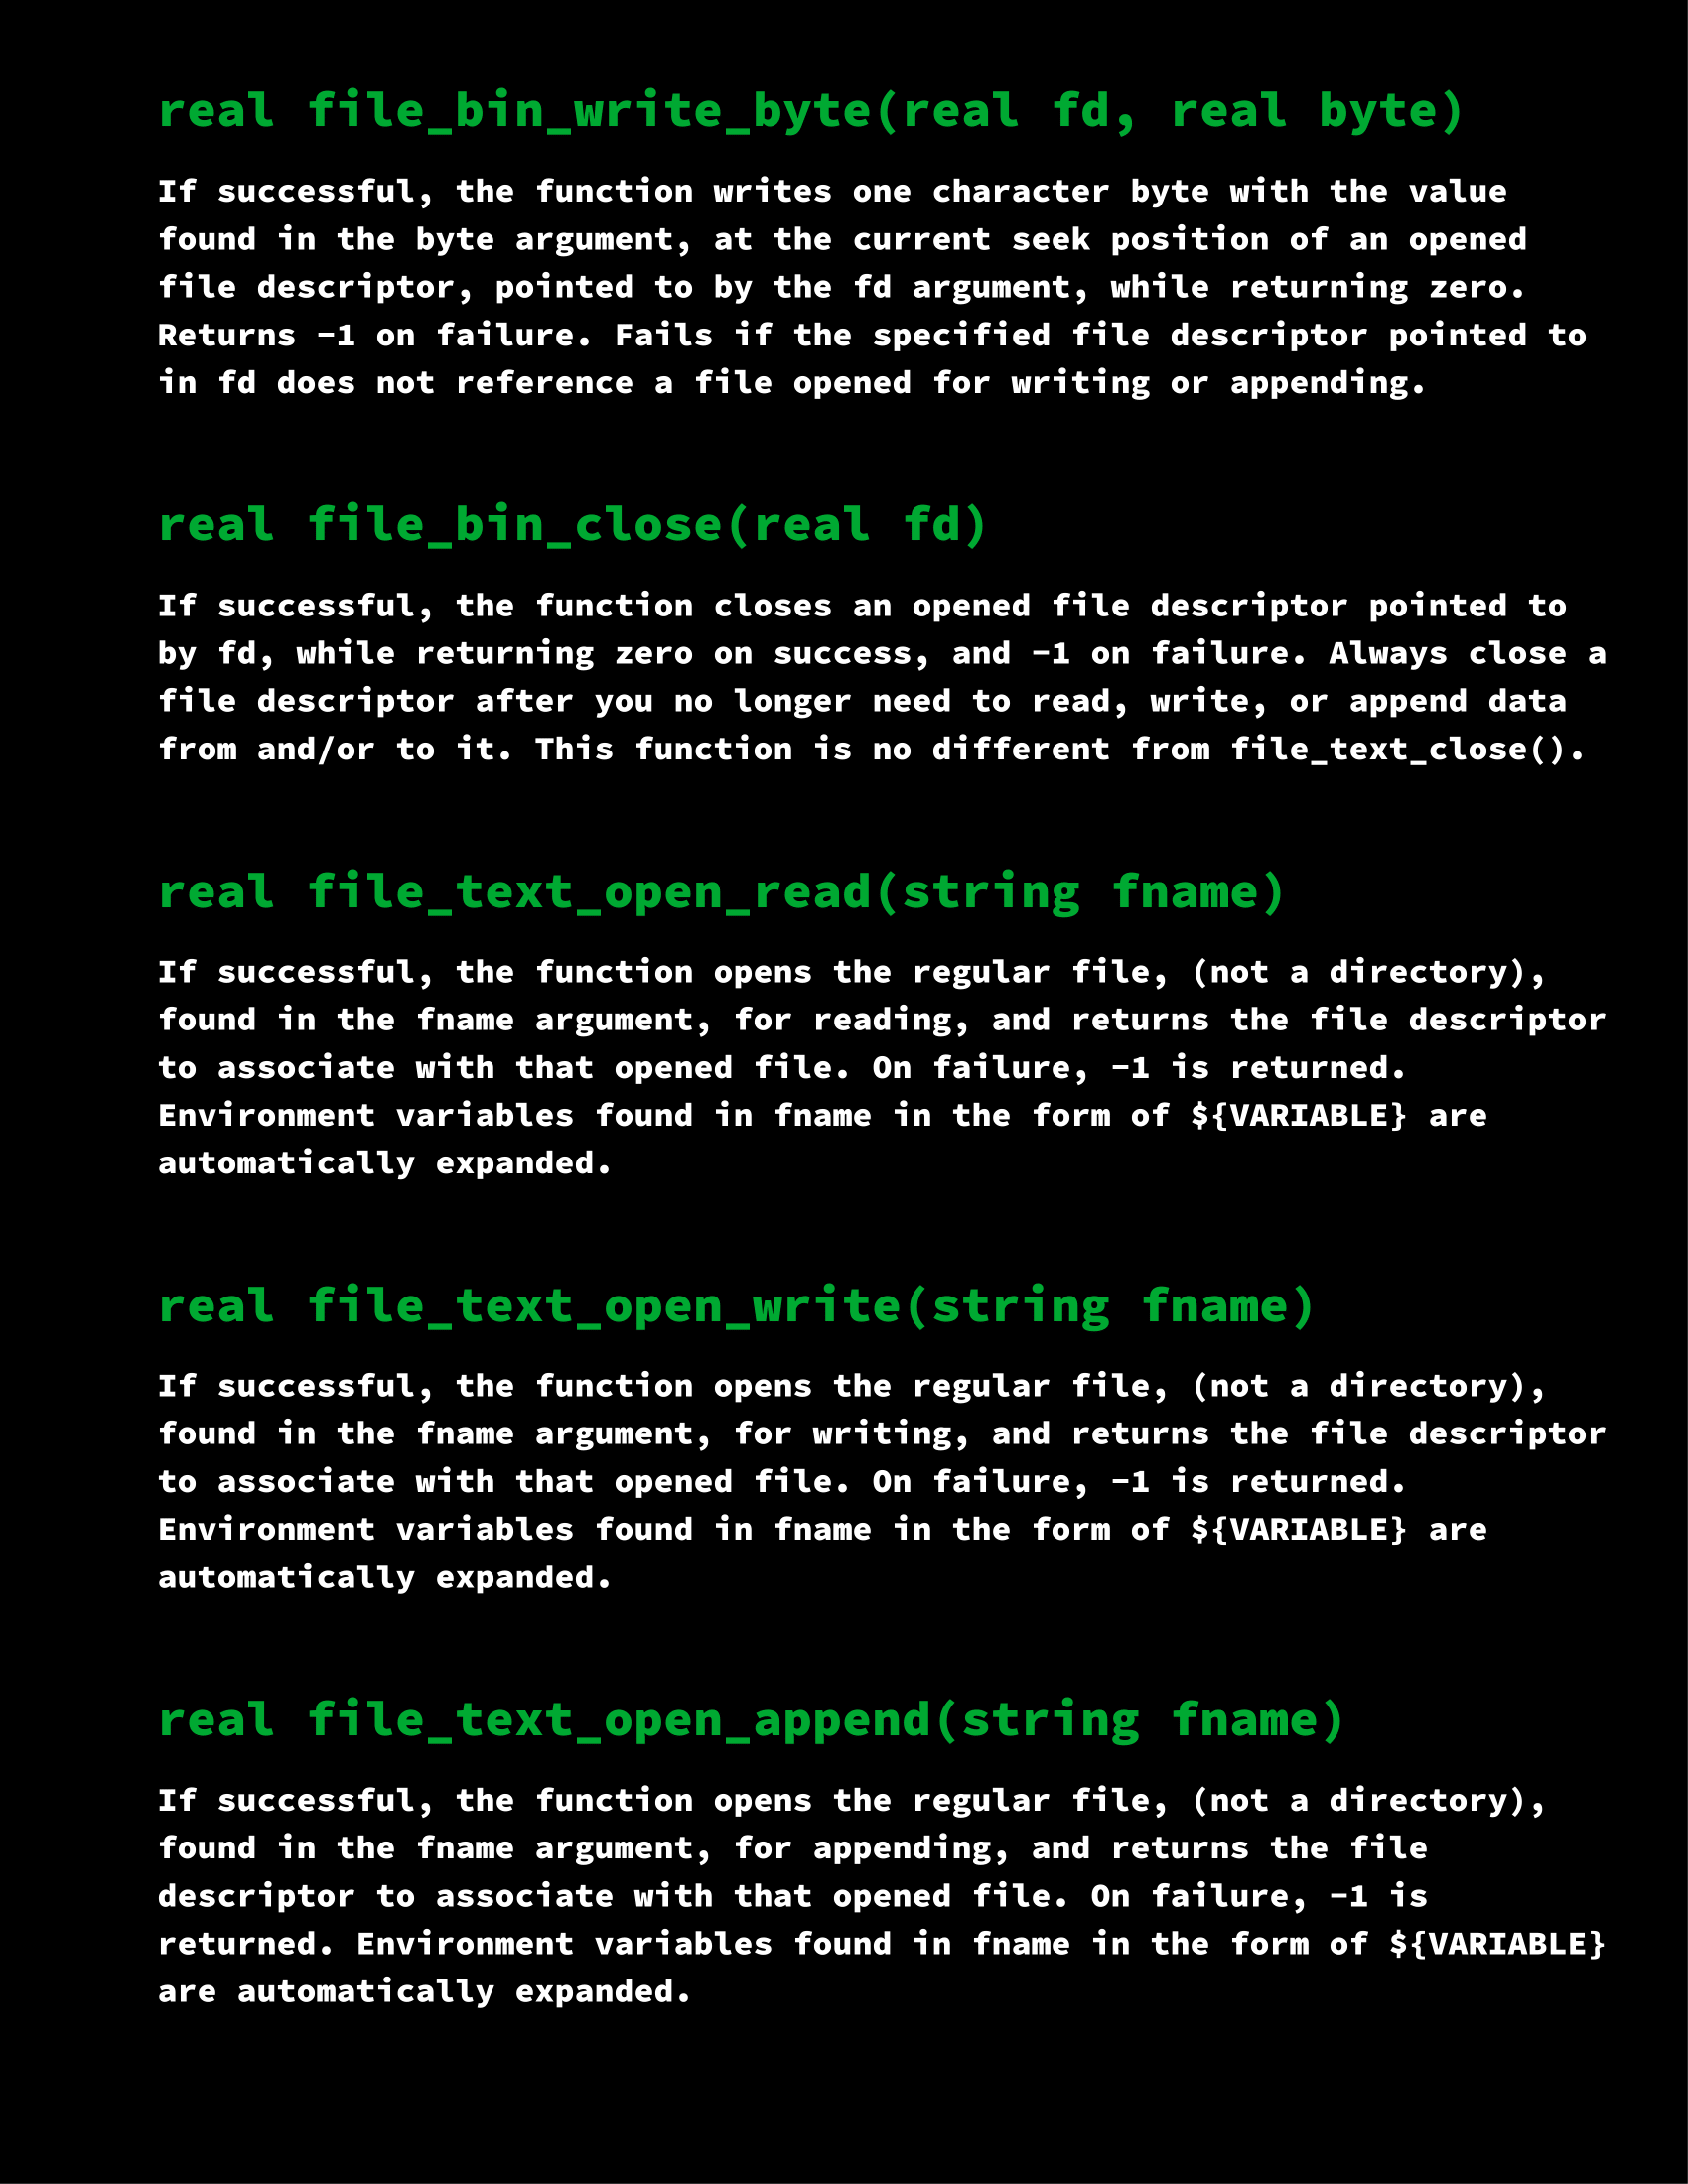 real file_bin_write_byte(real fd, real byte)
If successful, the function writes one character byte with the value
found in the byte argument, at the current seek position of an opened
file descriptor, pointed to by the fd argument, while returning zero.
Returns -1 on failure. Fails if the specified file descriptor pointed to
in fd does not reference a file opened for writing or appending.
real file_bin_close(real fd)
If successful, the function closes an opened file descriptor pointed to
by fd, while returning zero on success, and -1 on failure. Always close a
file descriptor after you no longer need to read, write, or append data
from and/or to it. This function is no different from file_text_close().
real file_text_open_read(string fname)
If successful, the function opens the regular file, (not a directory),
found in the fname argument, for reading, and returns the file descriptor
to associate with that opened file. On failure, -1 is returned.
Environment variables found in fname in the form of ${VARIABLE} are
automatically expanded.
real file_text_open_write(string fname)
If successful, the function opens the regular file, (not a directory),
found in the fname argument, for writing, and returns the file descriptor
to associate with that opened file. On failure, -1 is returned.
Environment variables found in fname in the form of ${VARIABLE} are
automatically expanded.
real file_text_open_append(string fname)
If successful, the function opens the regular file, (not a directory),
found in the fname argument, for appending, and returns the file
descriptor to associate with that opened file. On failure, -1 is
returned. Environment variables found in fname in the form of ${VARIABLE}
are automatically expanded.